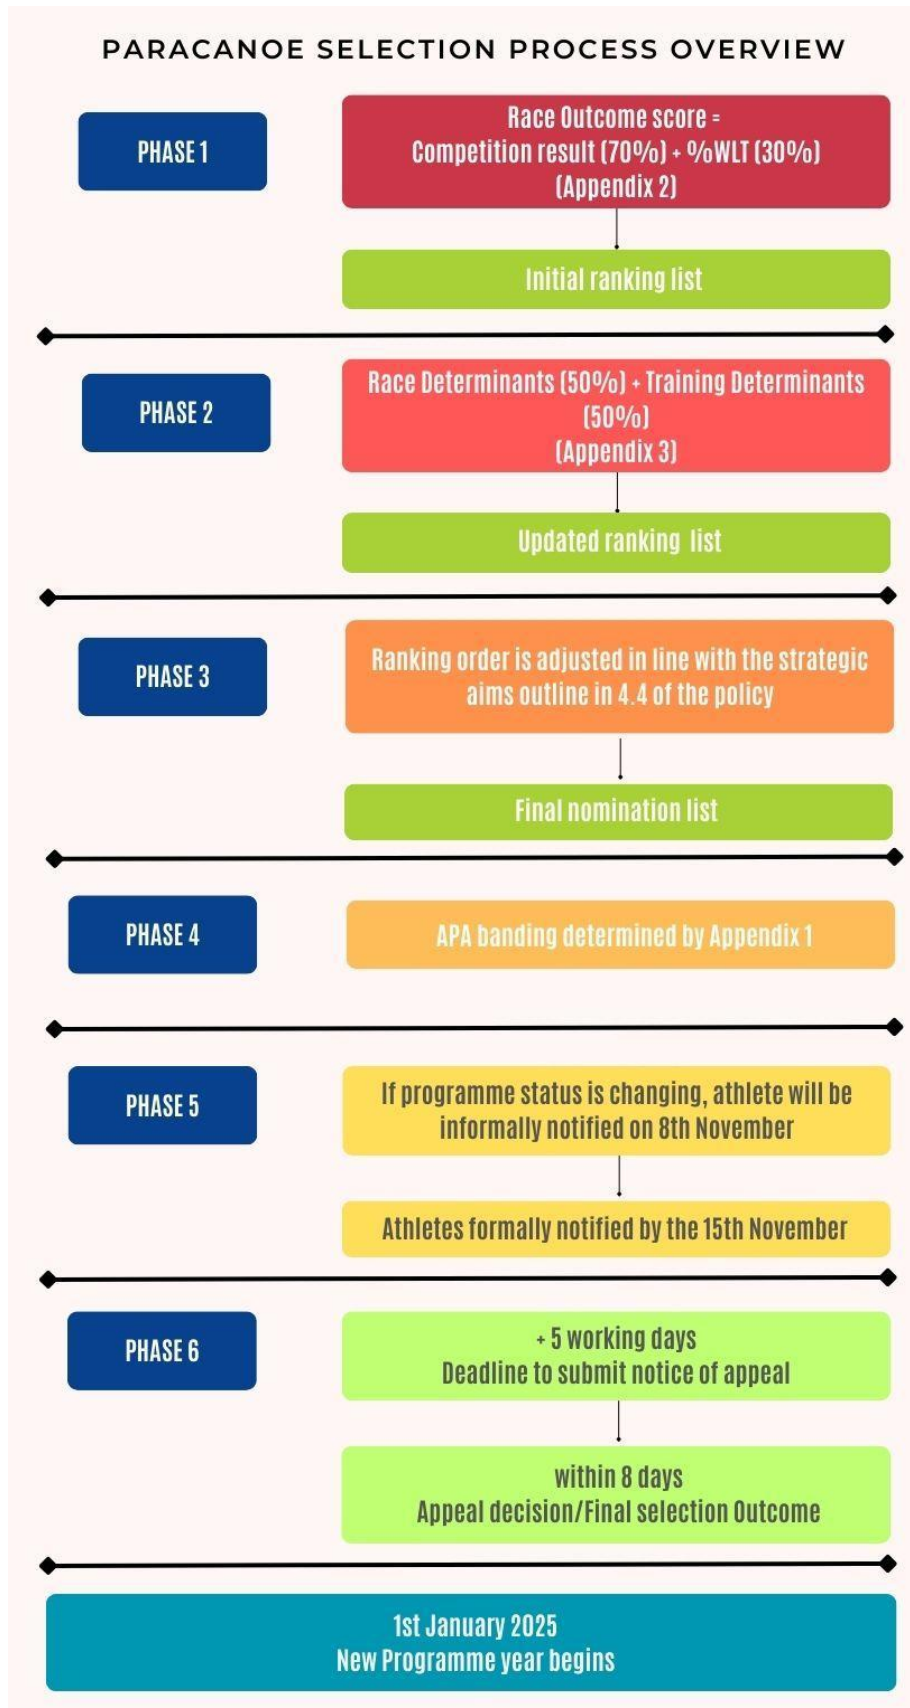 PARACANOE SELECTION PROCESS OVERVIEW
PHASE 1
Race Outcome score =
Competition result (70%) + %WLT (30%)
(Appendix 2)
Initial ranking list
PHASE 2
Race Determinants (50%) + Training Determinants
(50%)
(Appendix 3)
Updated ranking list
PHASE 3
Ranking order is adjusted in line with the strategic
aims outline in 4.4 of the policy
Final nomination list
PHASE 4
APA banding determined by Appendix 1
PHASE 5
If programme status is changing, athlete will be
informally notified on 8th November
Athletes formally notified by the 15th November
PHASE 6
+ 5 working days
Deadline to submit notice of appeal
within 8 days
Appeal decision/Final selection Outcome
1st January 2025
New Programme year begins